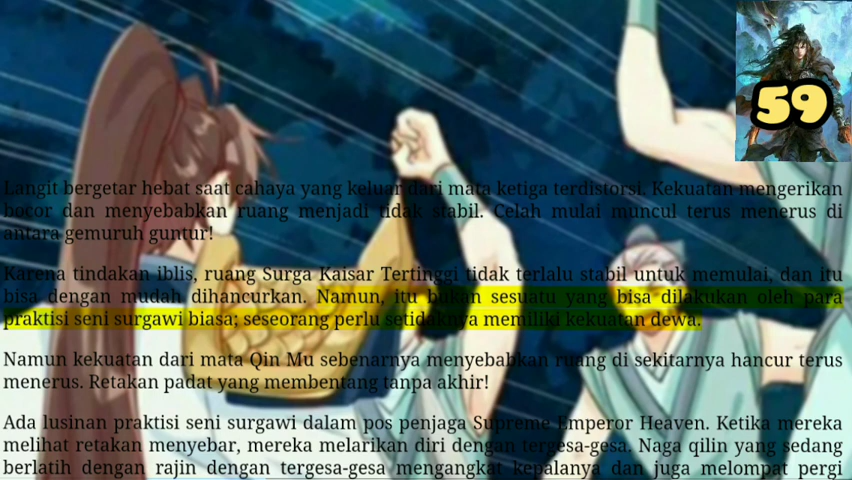 59
Langit bergetar hebat saat cahaya yang keluar dari mata ketiga terdistorsi. Kekuatan mengerikan
bocor dan menyebabkan ruang menjadi tidak stabil. Celah mulai muncul terus menerus di
antara gemuruh guntur!
Karena tindakan iblis, ruang Surga Kaisar Tertinggi tidak terlalu stabil untuk memulai, dan itu
bisa dengan mudah dihancurkan. Namun, itu bukan sesuatu yang bisa dilakukan oleh para
praktisi seni surgawi biasa; seseorang perlu setidaknya memiliki kekuatan dewa.
Namun kekuatan dari mata Qin Mu sebenarnya menyebabkan ruang di sekitarnya hancur terus
menerus. Retakan padat yang membentang tanpa akhir!
Ada lusinan praktisi seni surgawi dalam pos penjaga Supreme Emperor Heaven. Ketika mereka
melihat retakan menyebar, mereka melarikan diri dengan tergesa-gesa. Naga qilin yang sedang
berlatih dengan rajin dengan tergesa-gesa mengangkat kepalanya dan juga melompat pergi